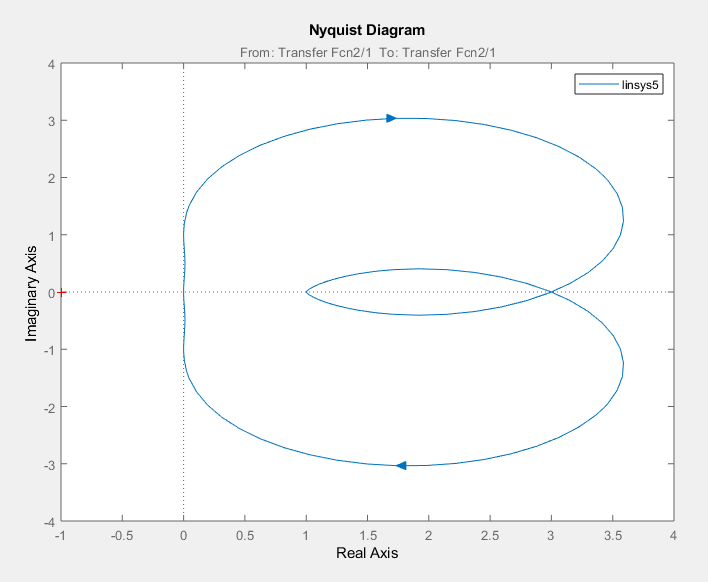 Nyquist Diagram
From: Transfer Fcn2/1 To: Transfer Fcn2/1
linsys5
4
3
2
1
0
-1
-2
-3
-4
Imaginary Axis
-1 -0.5 0 0.5 1 1.5 2 2.5 3 3.5 4
Real Axis